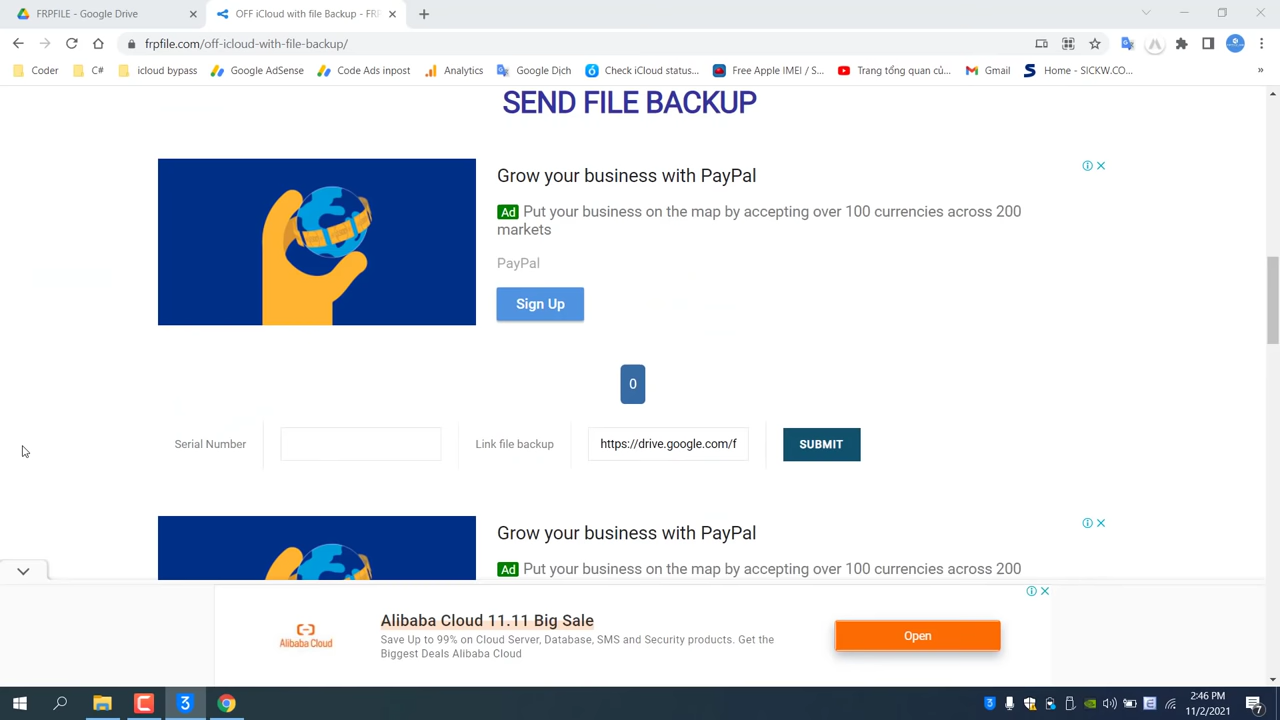 FRPFILE - Google Drive
OFF iCloud with file Backup - FRP
frpfile.com/off-icloud-with-file-backup/
Coder
C#
icloud bypass
Google AdSense
Code Ads inpost
Analytics
Google Dịch
Check iCloud status...
Free Apple IMEI / S...
Trang tổng quan củ...
Gmail
Home - SICKW.CO...
»
SEND FILE BACKUP
Grow your business with PayPal
Ad Put your business on the map by accepting over 100 currencies across 200
markets
PayPal
Sign Up
0
Serial Number
Link file backup
https://drive.google.com/f
SUBMIT
Grow your business with PayPal
Ad Put your business on the map by accepting over 100 currencies across 200
Alibaba Cloud
Alibaba Cloud 11.11 Big Sale
Save Up to 99% on Cloud Server, Database, SMS and Security products. Get the
Biggest Deals Alibaba Cloud
Open
2:46 PM
11/2/2021
7